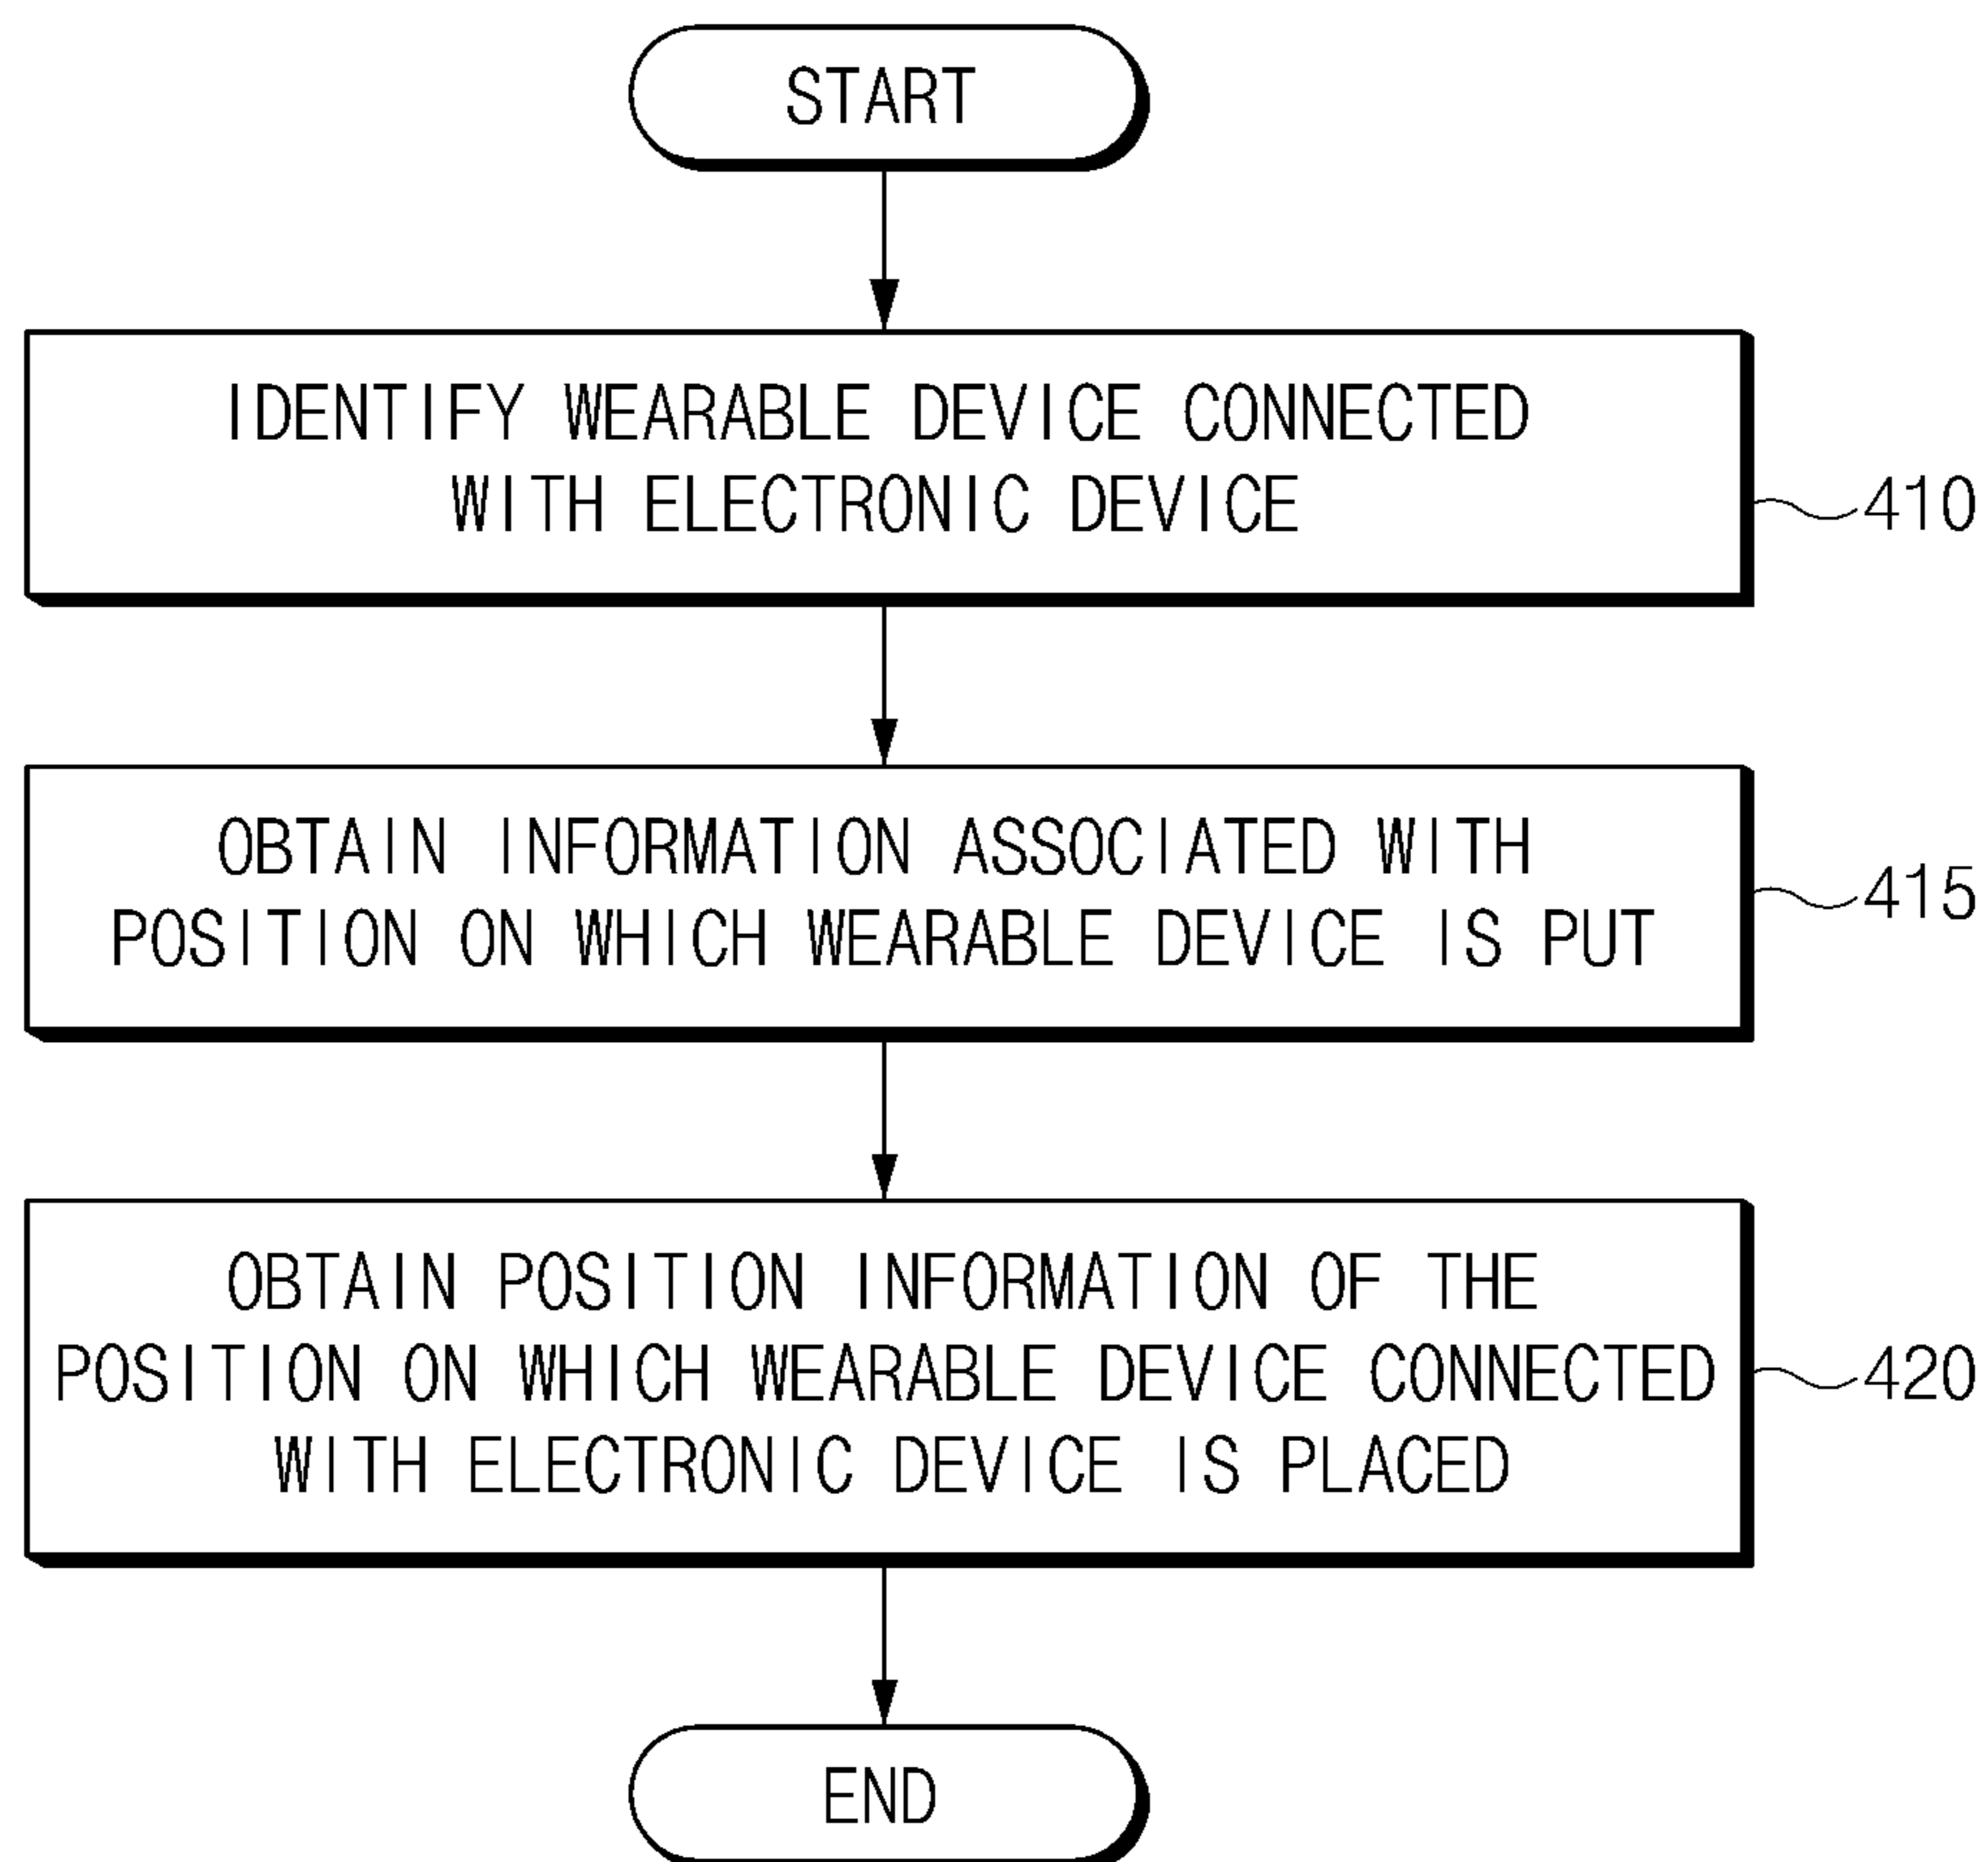 START
IDENTIFY WEARABLE DEVICE CONNECTED
WITH ELECTRONIC DEVICE
410
OBTAIN INFORMATION ASSOCIATED WITH
POSITION ON WHICH WEARABLE DEVICE IS PUT
415
OBTAIN POSITION INFORMATION OF THE
POSITION ON WHICH WEARABLE DEVICE CONNECTED
WITH ELECTRONIC DEVICE IS PLACED
420
END